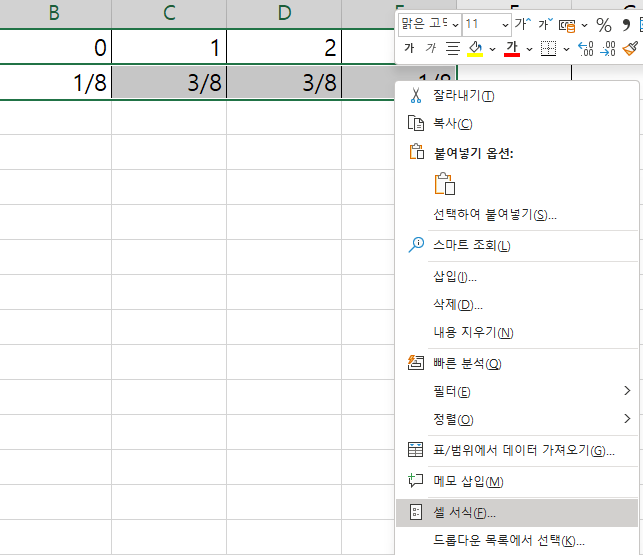 B C D
맑은 고딕 11 가 가 %
0 1 2
가 가 가
1/8 3/8 3/8 1/8
잘라내기(T)
복사(C)
붙여넣기 옵션:
선택하여 붙여넣기(S)...
스마트 조회(L)
삽입(I)...
삭제(D)...
내용 지우기(N)
빠른 분석(Q)
필터(E)
정렬(O)
표/범위에서 데이터 가져오기(G)...
메모 삽입(M)
셀 서식(F)...
드롭다운 목록에서 선택(K)...